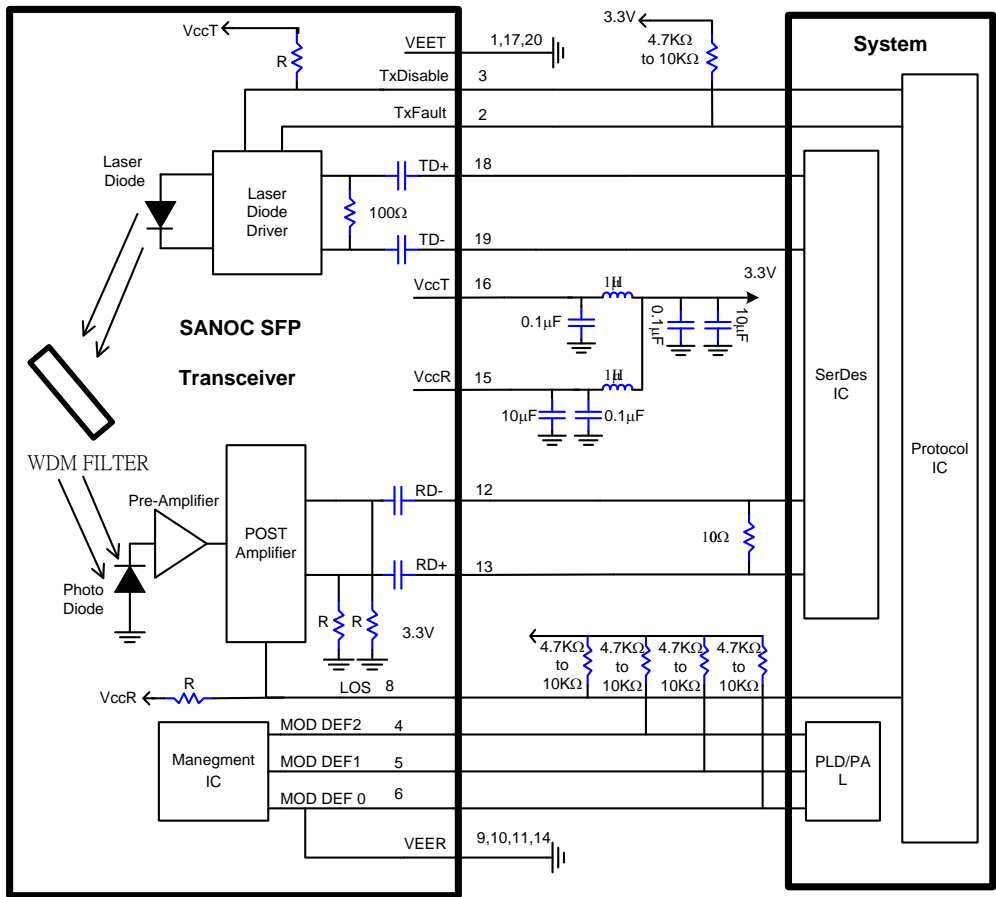 VccT
R
VEET
1,17,20
3.3V
4.7KΩ
to 10KΩ
System
TxDisable
3
TxFault
2
Laser
Diode
Laser
Diode
Driver
TD+
18
100Ω
TD-
19
VccT
16
1μH
3.3V
0.1μF
0.1μF
10μF
SANOC SFP
Transceiver
VccR
15
1μH
10μF
0.1μF
SerDes
IC
Protocol
IC
WDM FILTER
Pre-Amplifier
POST
Amplifier
RD-
12
10Ω
RD+
13
Photo
Diode
R
R
3.3V
4.7KΩ
to
10KΩ
4.7KΩ
to
10KΩ
4.7KΩ
to
10KΩ
4.7KΩ
to
10KΩ
VccR
R
LOS
8
Manegment
IC
MOD DEF2
4
MOD DEF1
5
MOD DEF 0
6
PLD/PA
L
VEER
9,10,11,14